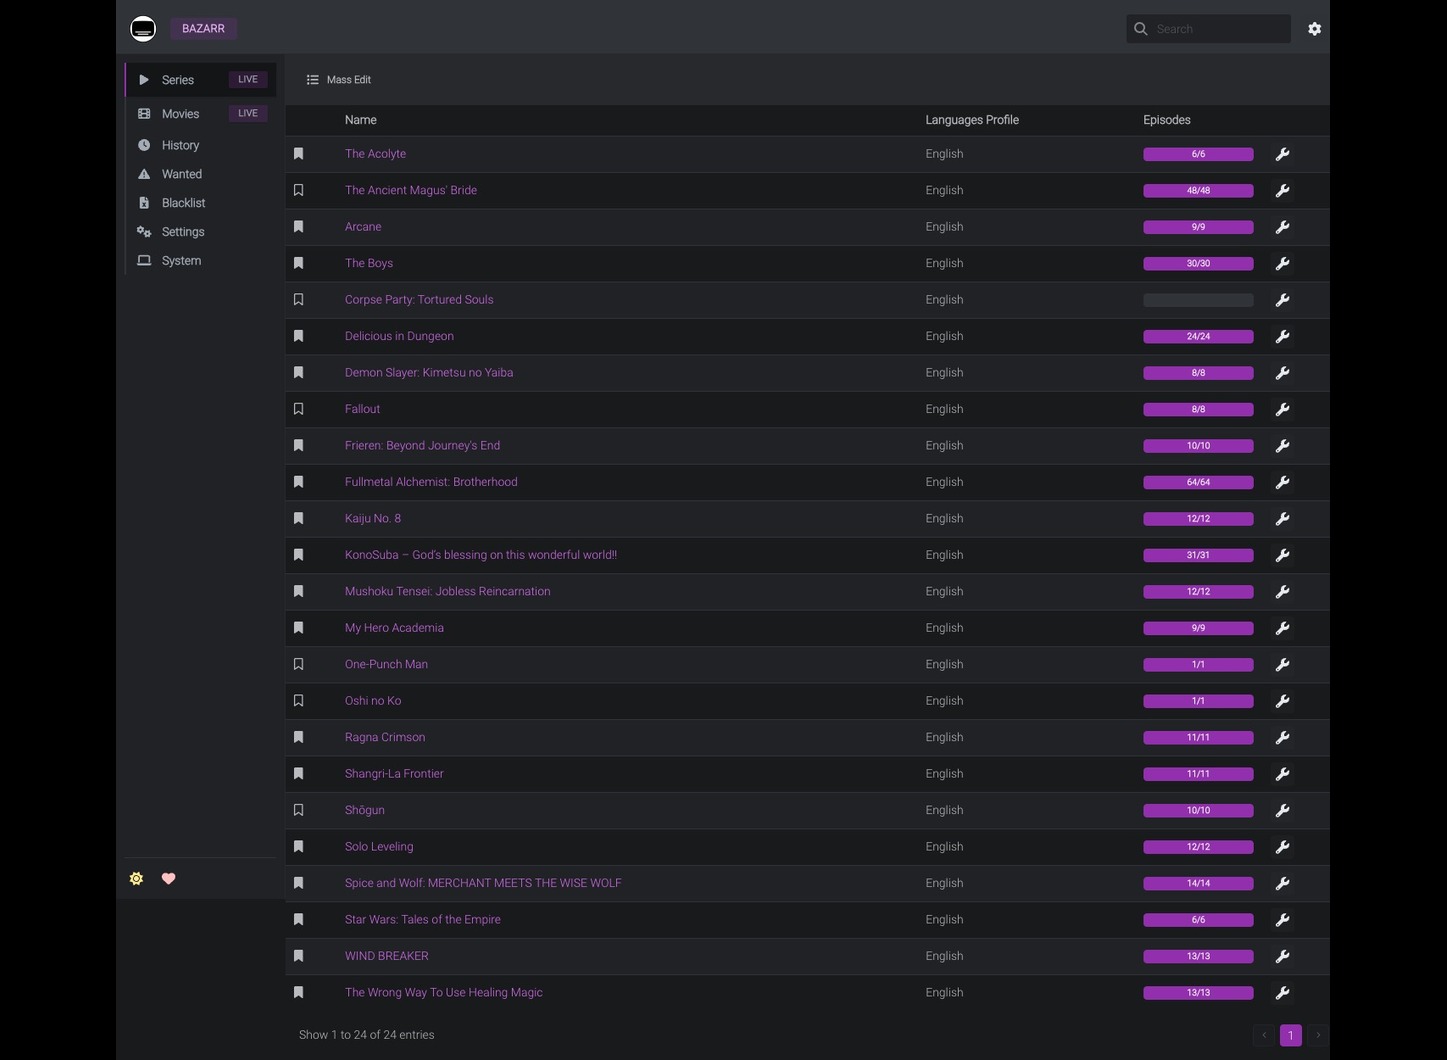 BAZARR
Search
Series LIVE
Movies LIVE
History
Wanted
Blacklist
Settings
System
Mass Edit
Name Languages Profile Episodes
The Acolyte English 6/6
The Ancient Magus' Bride English 48/48
Arcane English 9/9
The Boys English 30/30
Corpse Party: Tortured Souls English
Delicious in Dungeon English 24/24
Demon Slayer: Kimetsu no Yaiba English 8/8
Fallout English 8/8
Frieren: Beyond Journey's End English 10/10
Fullmetal Alchemist: Brotherhood English 64/64
Kaiju No. 8 English 12/12
KonoSuba – God's blessing on this wonderful world!! English 31/31
Mushoku Tensei: Jobless Reincarnation English 12/12
My Hero Academia English 9/9
One-Punch Man English 1/1
Oshi no Ko English 1/1
Ragna Crimson English 11/11
Shangri-La Frontier English 11/11
Shōgun English 10/10
Solo Leveling English 12/12
Spice and Wolf: MERCHANT MEETS THE WISE WOLF English 14/14
Star Wars: Tales of the Empire English 6/6
WIND BREAKER English 13/13
The Wrong Way To Use Healing Magic English 13/13
Show 1 to 24 of 24 entries
1